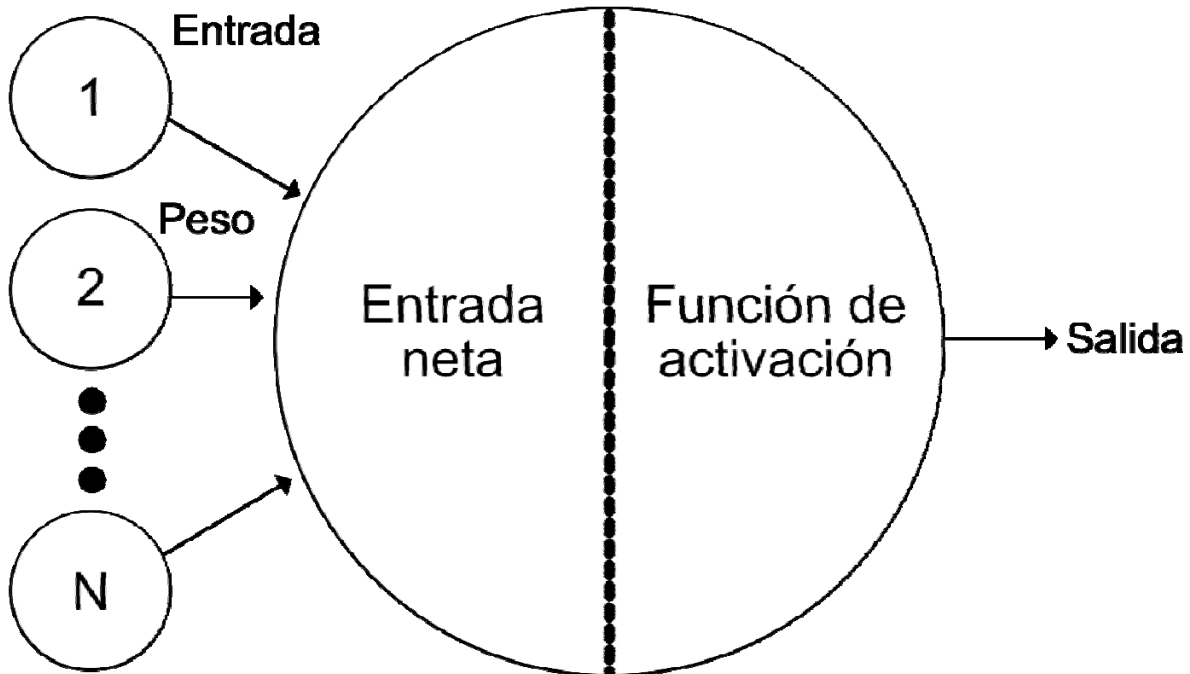 Entrada
1
Peso
2
N
Entrada
neta
Función de
activación
Salida